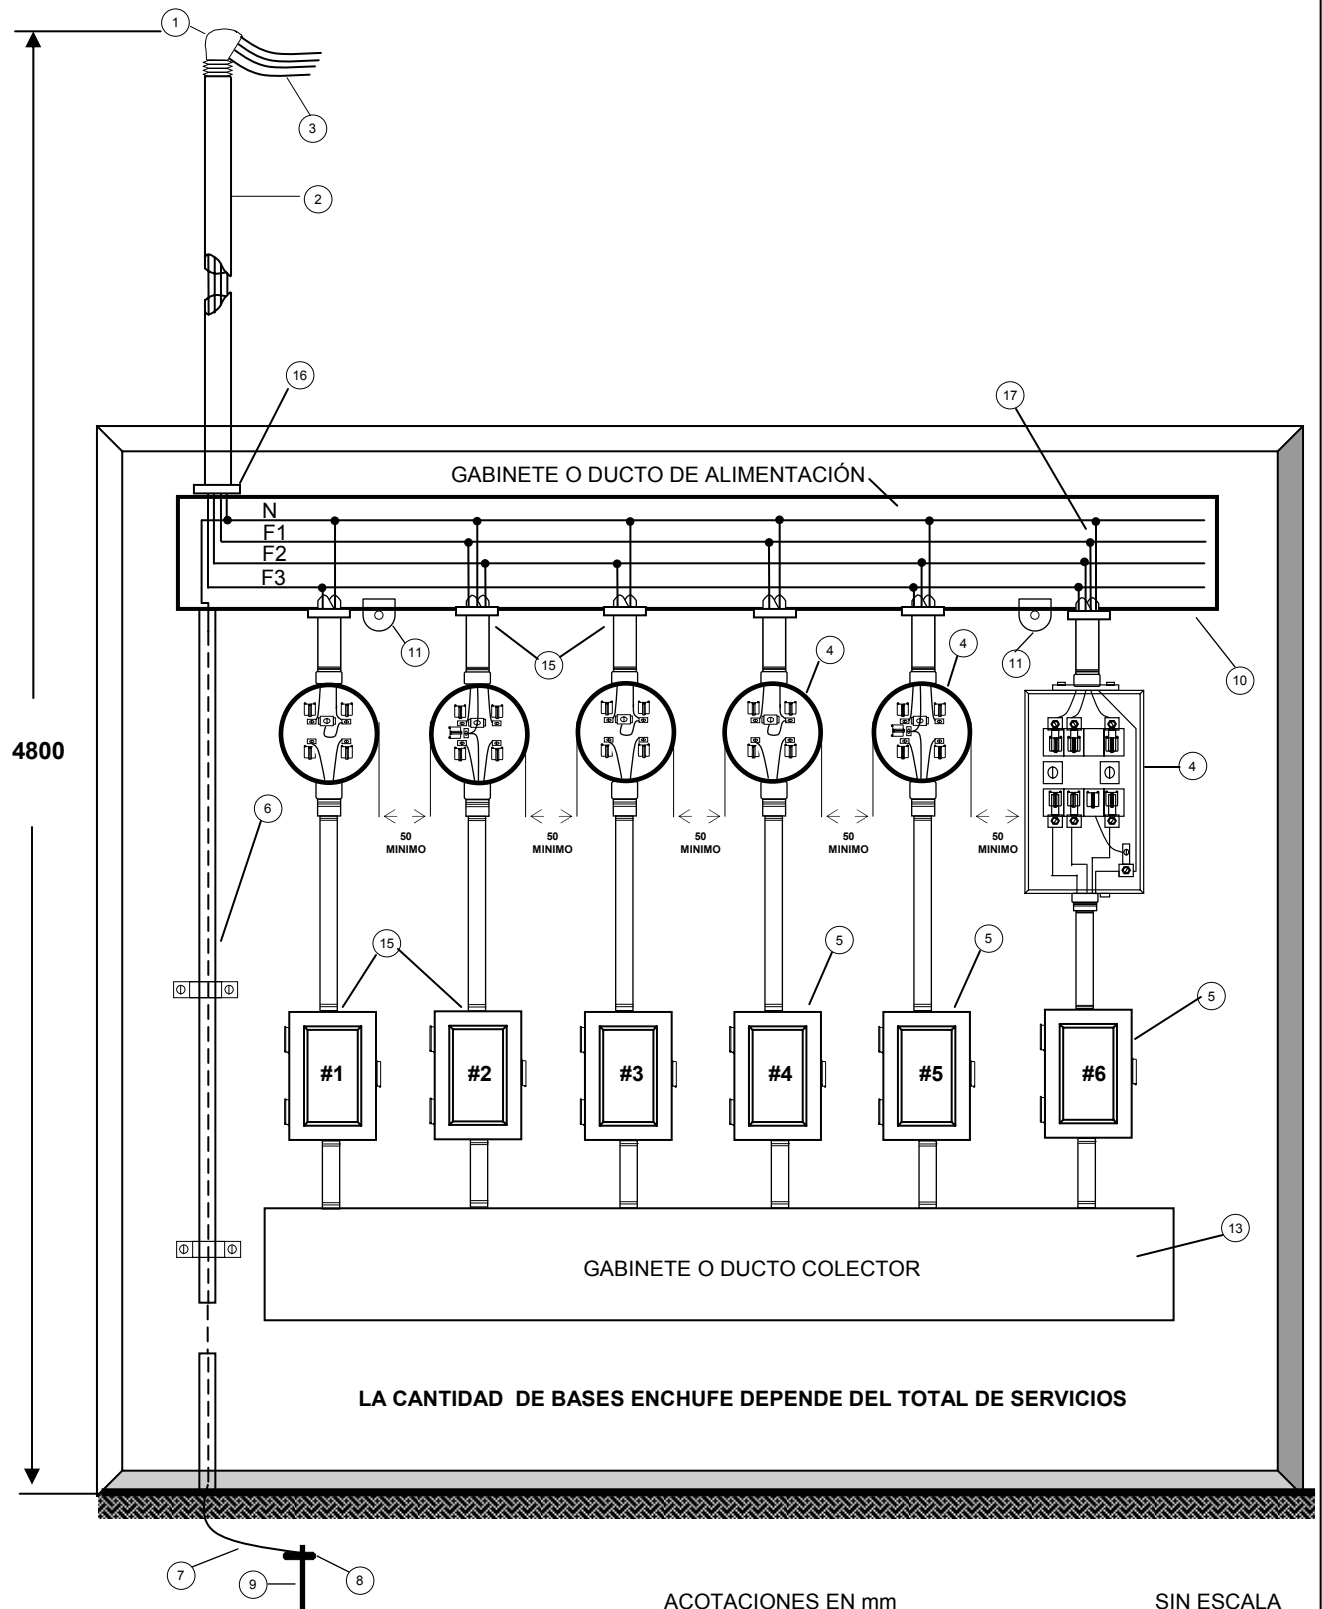 1
3
2
16
17
GABINETE O DUCTO DE ALIMENTACIÓN
N
F1
F2
F3
11
15
4
4
11
10
4800
4
6
50 MINIMO
50 MINIMO
50 MINIMO
50 MINIMO
50 MINIMO
15
5
5
5
#1
#2
#3
#4
#5
#6
13
GABINETE O DUCTO COLECTOR
LA CANTIDAD DE BASES ENCHUFE DEPENDE DEL TOTAL DE SERVICIOS
7
9
8
ACOTACIONES EN mm
SIN ESCALA